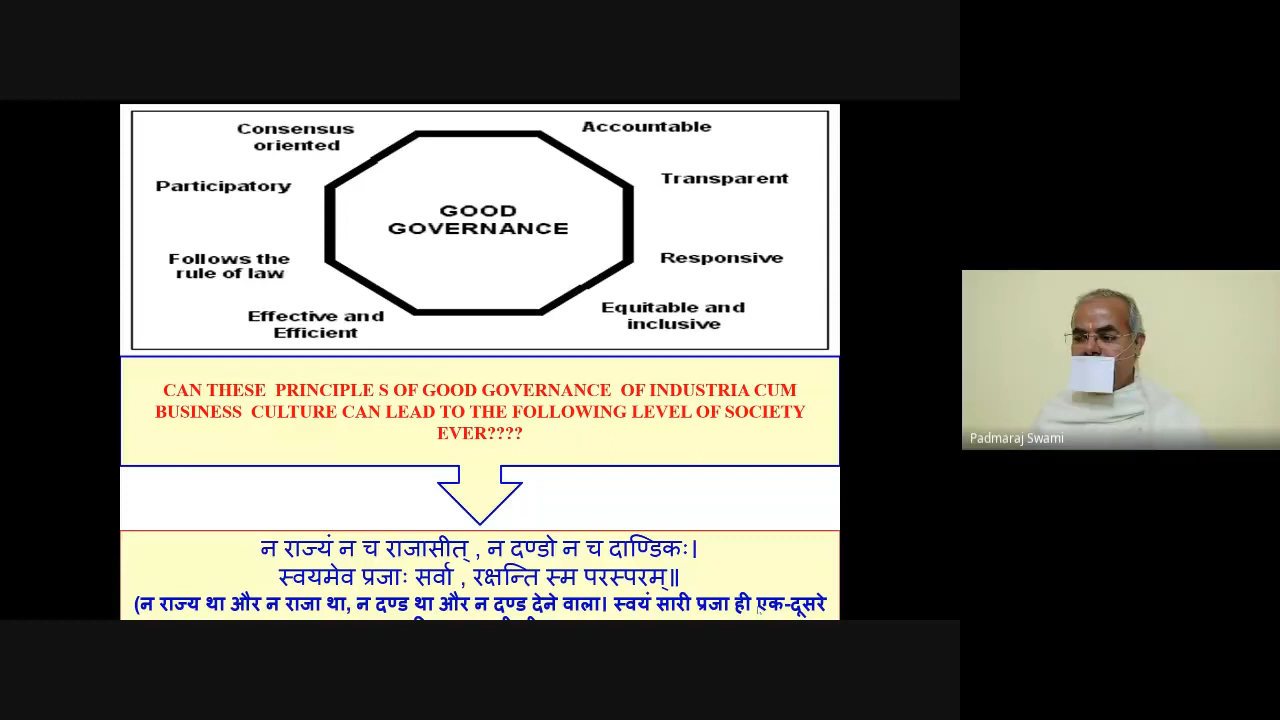 Consensus
oriented
Accountable
Participatory
Transparent
GOOD
GOVERNANCE
Follows the
rule of law
Responsive
Effective and
Efficient
Equitable and
inclusive
CAN THESE PRINCIPLE S OF GOOD GOVERNANCE OF INDUSTRIA CUM
BUSINESS CULTURE CAN LEAD TO THE FOLLOWING LEVEL OF SOCIETY
EVER????
न राज्यं न च राजासीत् , न दण्डो न च दाण्डिकः।
स्वयमेव प्रजाः सर्वा , रक्षन्ति स्म परस्परम्॥
(न राज्य था और न राजा था, न दण्ड था और न दण्ड देने वाला। स्वयं सारी प्रजा ही एक-दूसरे
Padmaraj Swami